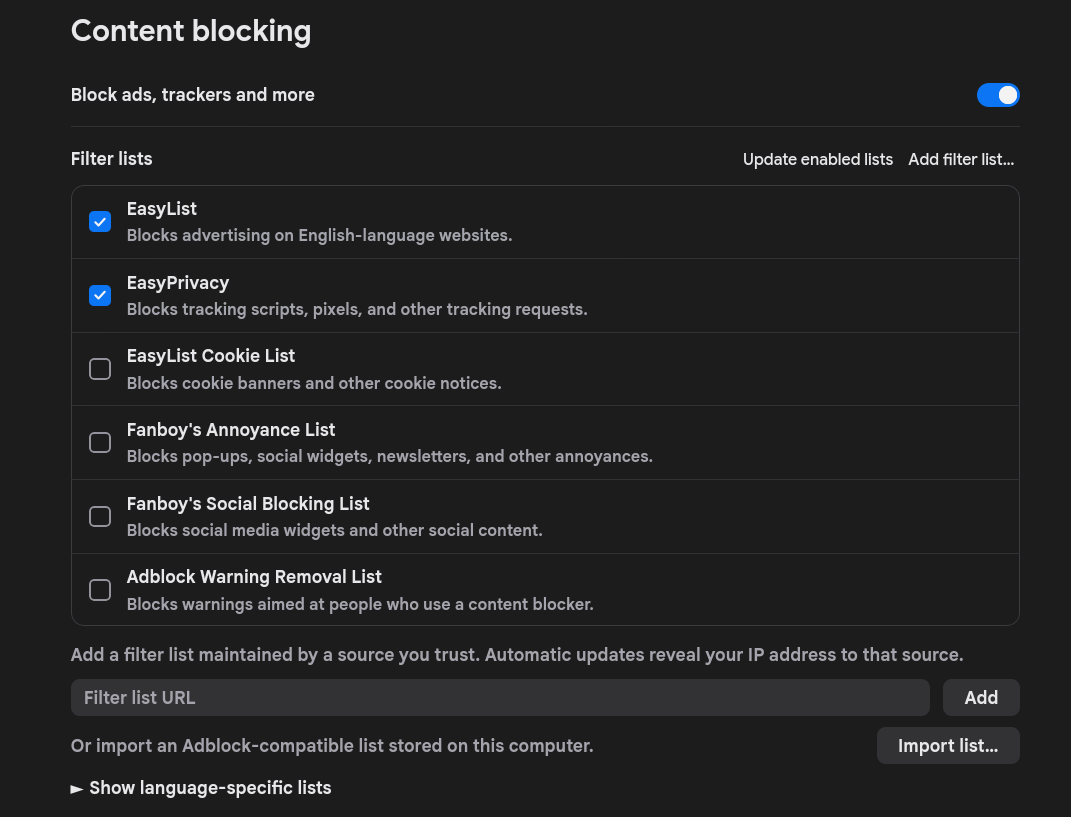 Content blocking
Block ads, trackers and more
Filter lists
Update enabled lists
Add filter list...
EasyList
Blocks advertising on English-language websites.
EasyPrivacy
Blocks tracking scripts, pixels, and other tracking requests.
EasyList Cookie List
Blocks cookie banners and other cookie notices.
Fanboy's Annoyance List
Blocks pop-ups, social widgets, newsletters, and other annoyances.
Fanboy's Social Blocking List
Blocks social media widgets and other social content.
Adblock Warning Removal List
Blocks warnings aimed at people who use a content blocker.
Add a filter list maintained by a source you trust. Automatic updates reveal your IP address to that source.
Filter list URL
Add
Or import an Adblock-compatible list stored on this computer.
Import list...
► Show language-specific lists